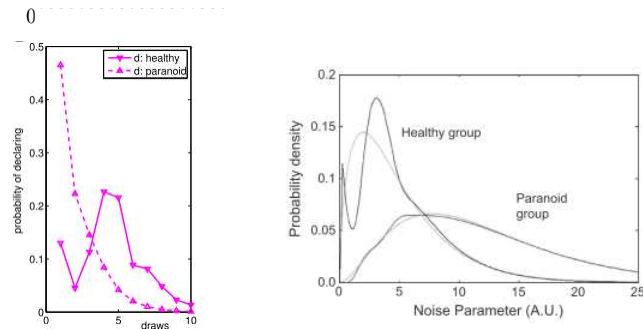 0
0.5
0.4
0.3
0.2
0.1
0
0
5
10
probability of declaring
draws
d: healthy
d: paranoid
0.2
0.15
0.1
0.05
0.0
0
5
10
15
20
25
Probability density
Noise Parameter (A.U.)
Healthy group
Paranoid
group